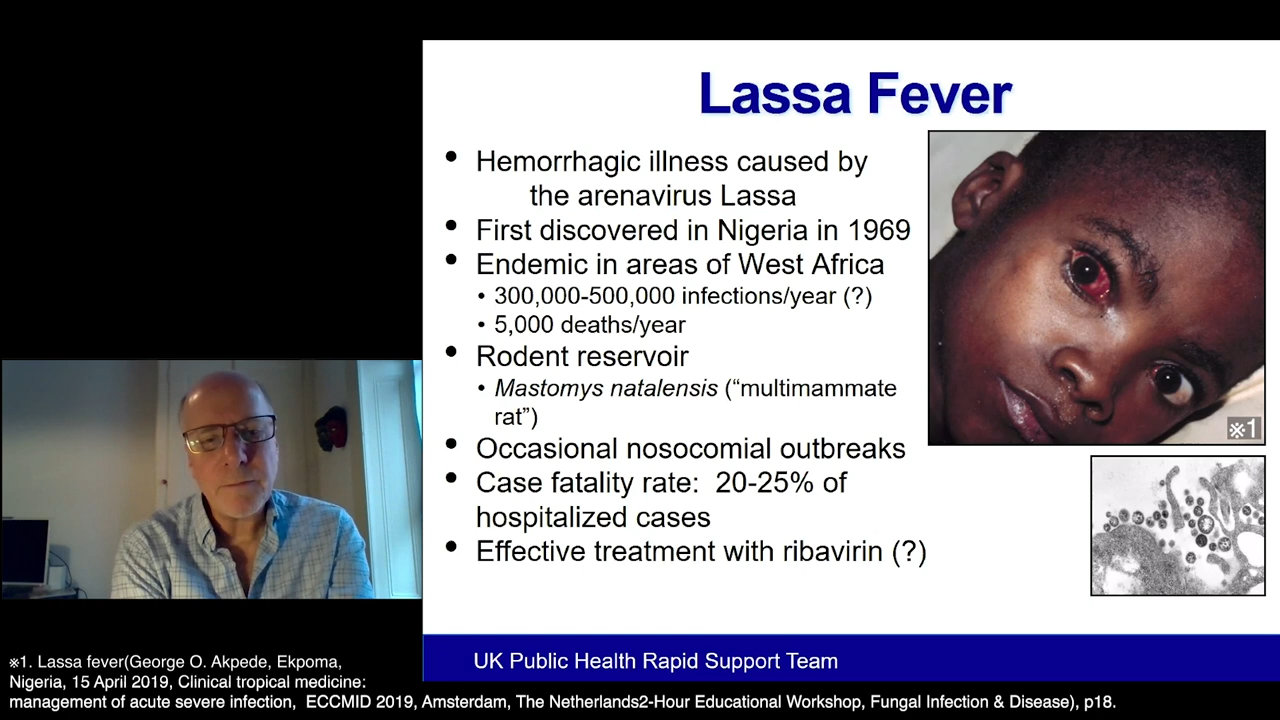 Lassa Fever
• Hemorrhagic illness caused by
the arenavirus Lassa
• First discovered in Nigeria in 1969
• Endemic in areas of West Africa
• 300,000-500,000 infections/year (?)
• 5,000 deaths/year
• Rodent reservoir
• Mastomys natalensis (“multimammate
rat”)
• Occasional nosocomial outbreaks
• Case fatality rate: 20-25% of
hospitalized cases
• Effective treatment with ribavirin (?)
※1
UK Public Health Rapid Support Team
※1. Lassa fever(George O. Akpede, Ekpoma,
Nigeria, 15 April 2019, Clinical tropical medicine:
management of acute severe infection, ECCMID 2019, Amsterdam, The Netherlands2-Hour Educational Workshop, Fungal Infection & Disease), p18.